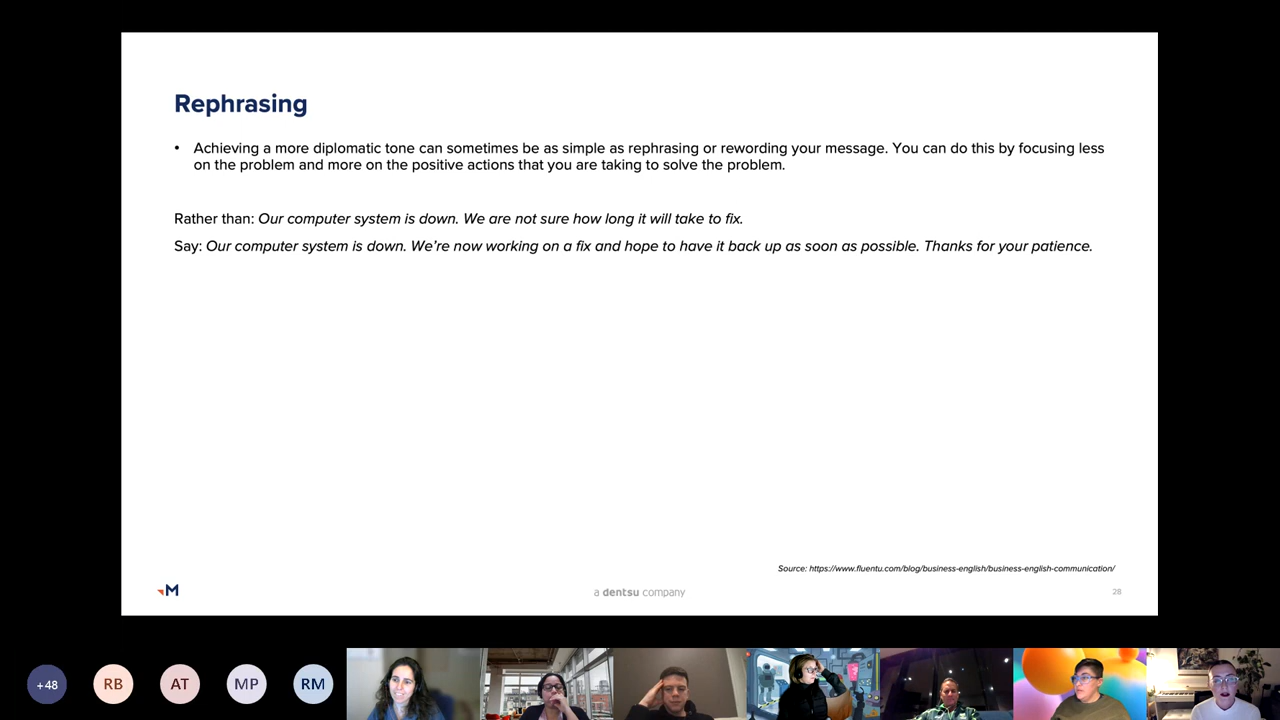 Rephrasing
• Achieving a more diplomatic tone can sometimes be as simple as rephrasing or rewording your message. You can do this by focusing less
on the problem and more on the positive actions that you are taking to solve the problem.
Rather than: Our computer system is down. We are not sure how long it will take to fix.
Say: Our computer system is down. We’re now working on a fix and hope to have it back up as soon as possible. Thanks for your patience.
Source: https://www.fluentu.com/blog/business-english/business-english-communication/
M
a dentsu company
28
+48
RB
AT
MP
RM